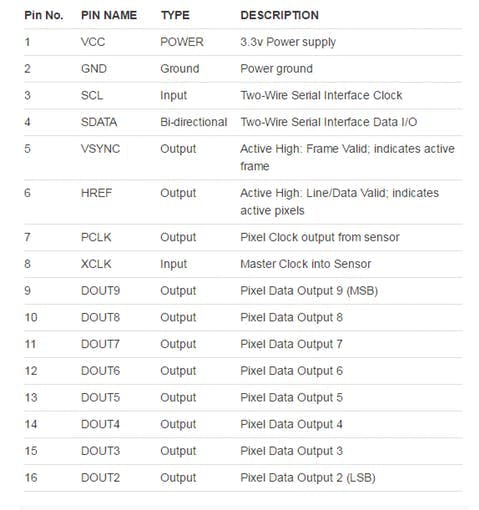 Pin No. PIN NAME TYPE DESCRIPTION
1 VCC POWER 3.3v Power supply
2 GND Ground Power ground
3 SCL Input Two-Wire Serial Interface Clock
4 SDATA Bi-directional Two-Wire Serial Interface Data I/O
5 VSYNC Output Active High: Frame Valid; indicates active
frame
6 HREF Output Active High: Line/Data Valid; indicates
active pixels
7 PCLK Output Pixel Clock output from sensor
8 XCLK Input Master Clock into Sensor
9 DOUT9 Output Pixel Data Output 9 (MSB)
10 DOUT8 Output Pixel Data Output 8
11 DOUT7 Output Pixel Data Output 7
12 DOUT6 Output Pixel Data Output 6
13 DOUT5 Output Pixel Data Output 5
14 DOUT4 Output Pixel Data Output 4
15 DOUT3 Output Pixel Data Output 3
16 DOUT2 Output Pixel Data Output 2 (LSB)